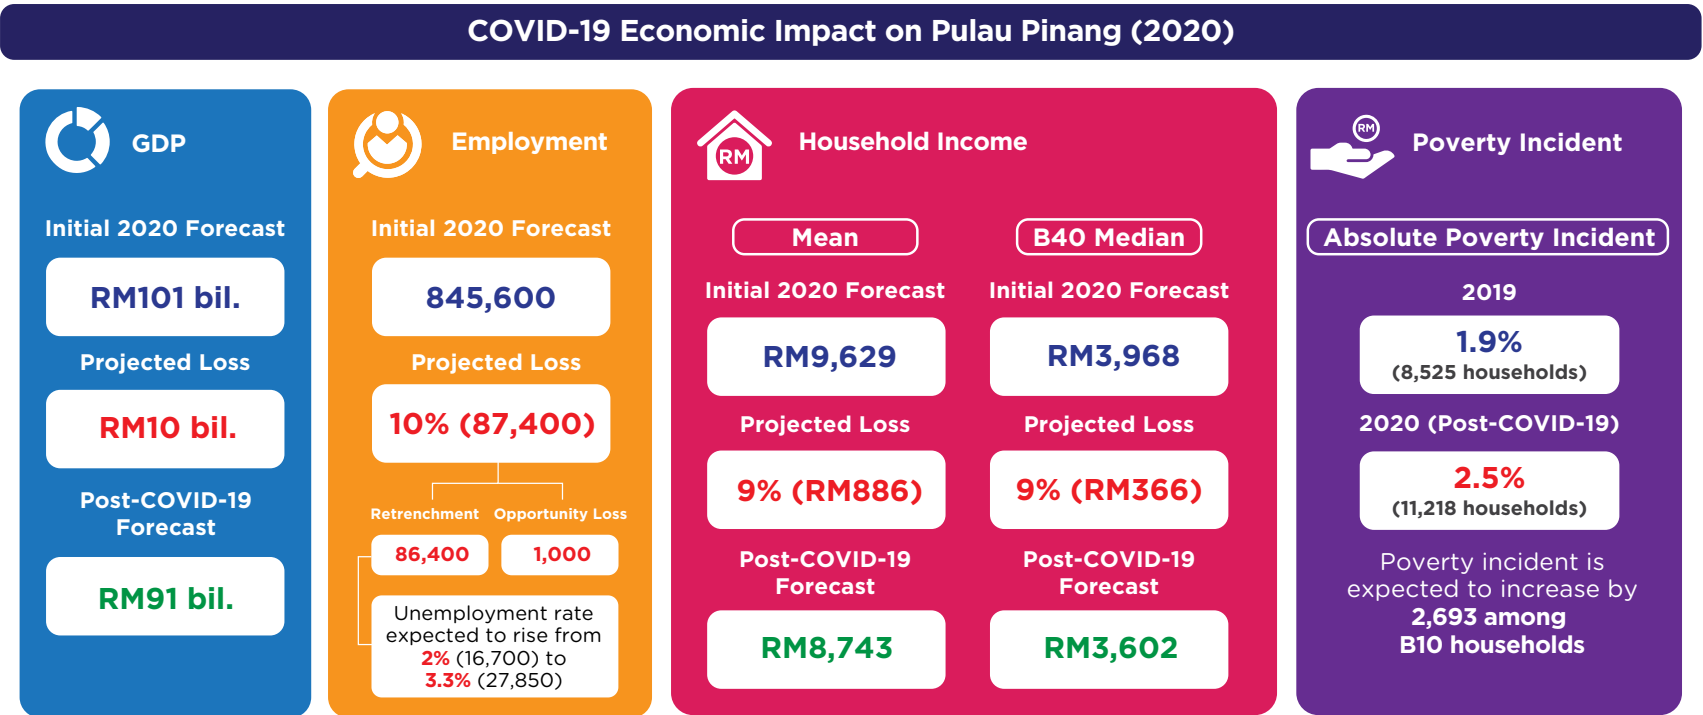 COVID-19 Economic Impact on Pulau Pinang (2020)
GDP
Initial 2020 Forecast
RM101 bil.
Projected Loss
RM10 bil.
Post-COVID-19
Forecast
RM91 bil.
Employment
Initial 2020 Forecast
845,600
Projected Loss
10% (87,400)
Retrenchment
86,400
Opportunity Loss
1,000
Unemployment rate
expected to rise from
2% (16,700) to
3.3% (27,850)
RM
Household Income
Mean
Initial 2020 Forecast
RM9,629
Projected Loss
9% (RM886)
Post-COVID-19
Forecast
RM8,743
B40 Median
Initial 2020 Forecast
RM3,968
Projected Loss
9% (RM366)
Post-COVID-19
Forecast
RM3,602
RM
Poverty Incident
Absolute Poverty Incident
2019
1.9%
(8,525 households)
2020 (Post-COVID-19)
2.5%
(11,218 households)
Poverty incident is
expected to increase by
2,693 among
B10 households